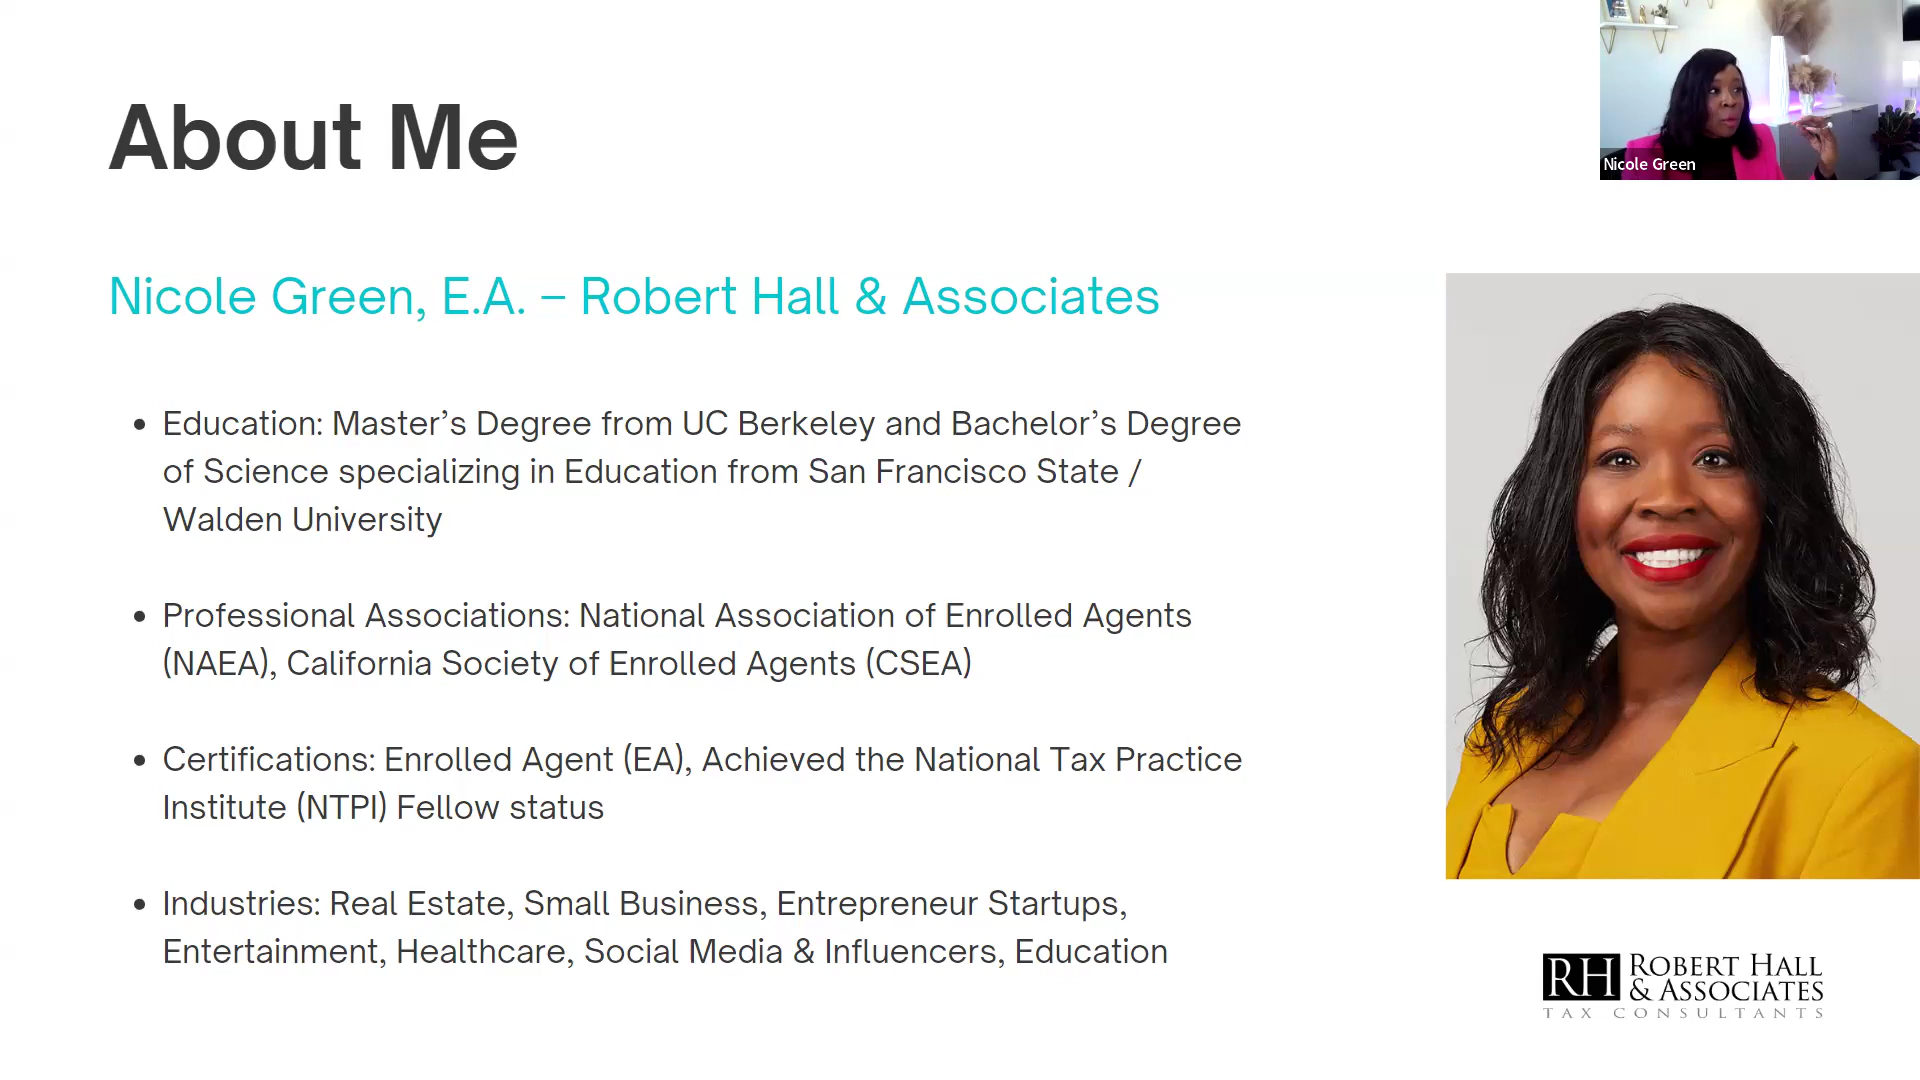 About Me
Nicole Green
Nicole Green, E.A. – Robert Hall & Associates
• Education: Master’s Degree from UC Berkeley and Bachelor’s Degree
of Science specializing in Education from San Francisco State /
Walden University
• Professional Associations: National Association of Enrolled Agents
(NAEA), California Society of Enrolled Agents (CSEA)
• Certifications: Enrolled Agent (EA), Achieved the National Tax Practice
Institute (NTPI) Fellow status
• Industries: Real Estate, Small Business, Entrepreneur Startups,
Entertainment, Healthcare, Social Media & Influencers, Education
RH
ROBERT HALL
& ASSOCIATES
TAX CONSULTANTS